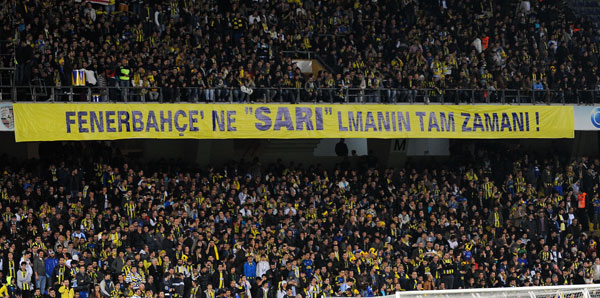 FENERBAHÇE' NE "SARI" LMANIN TAM ZAMANI !